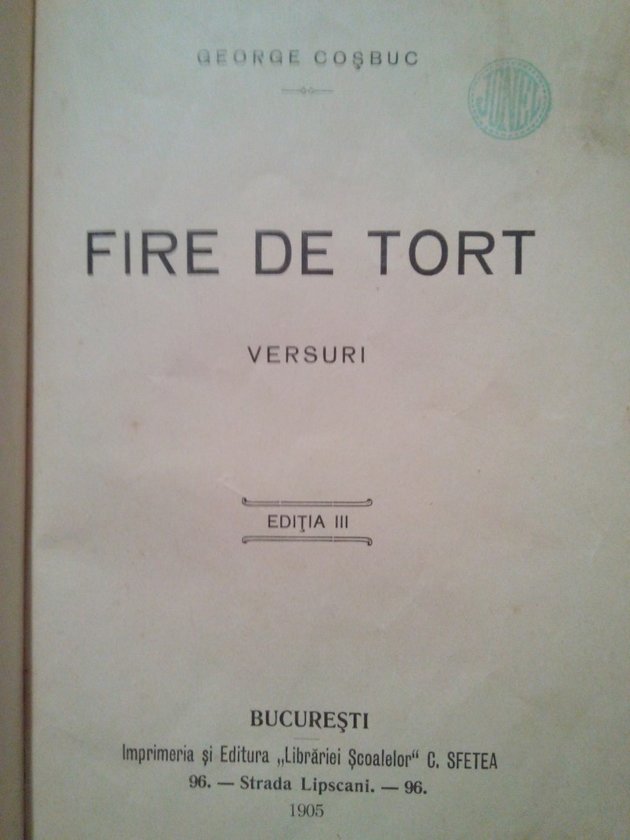 GEORGE COŞBUC
JONEL
FIRE DE TORT
VERSURI
EDIŢIA III
BUCUREŞTI
Imprimeria şi Editura „Librăriei Şcoalelor“ C. SFETEA
96. — Strada Lipscani. — 96.
1905